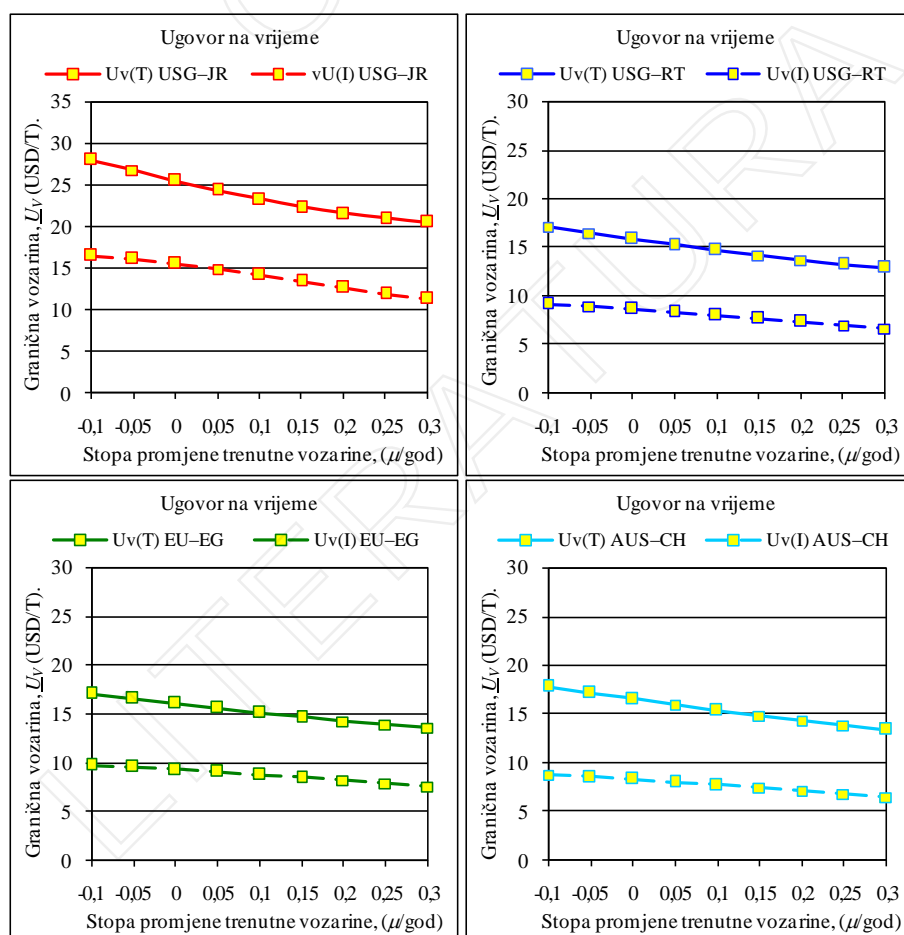 Ugovor na vrijeme
Uv(T) USG–JR vU(I) USG–JR
Granična vozarina, U_V (USD/T).
35
30
25
20
15
10
5
0
-0,1 -0,05 0 0,05 0,1 0,15 0,2 0,25 0,3
Stopa promjene trenutne vozarine, (μ/god)
Ugovor na vrijeme
Uv(T) USG–RT Uv(I) USG–RT
Granična vozarina, U_V (USD/T).
30
25
20
15
10
5
0
-0,1 -0,05 0 0,05 0,1 0,15 0,2 0,25 0,3
Stopa promjene trenutne vozarine, (μ/god)
Ugovor na vrijeme
Uv(T) EU–EG Uv(I) EU–EG
Granična vozarina, U_V (USD/T).
30
25
20
15
10
5
0
-0,1 -0,05 0 0,05 0,1 0,15 0,2 0,25 0,3
Stopa promjene trenutne vozarine, (μ/god)
Ugovor na vrijeme
Uv(T) AUS–CH Uv(I) AUS–CH
Granična vozarina, U_V (USD/T).
30
25
20
15
10
5
0
-0,1 -0,05 0 0,05 0,1 0,15 0,2 0,25 0,3
Stopa promjene trenutne vozarine, (μ/god)
LITERATURA